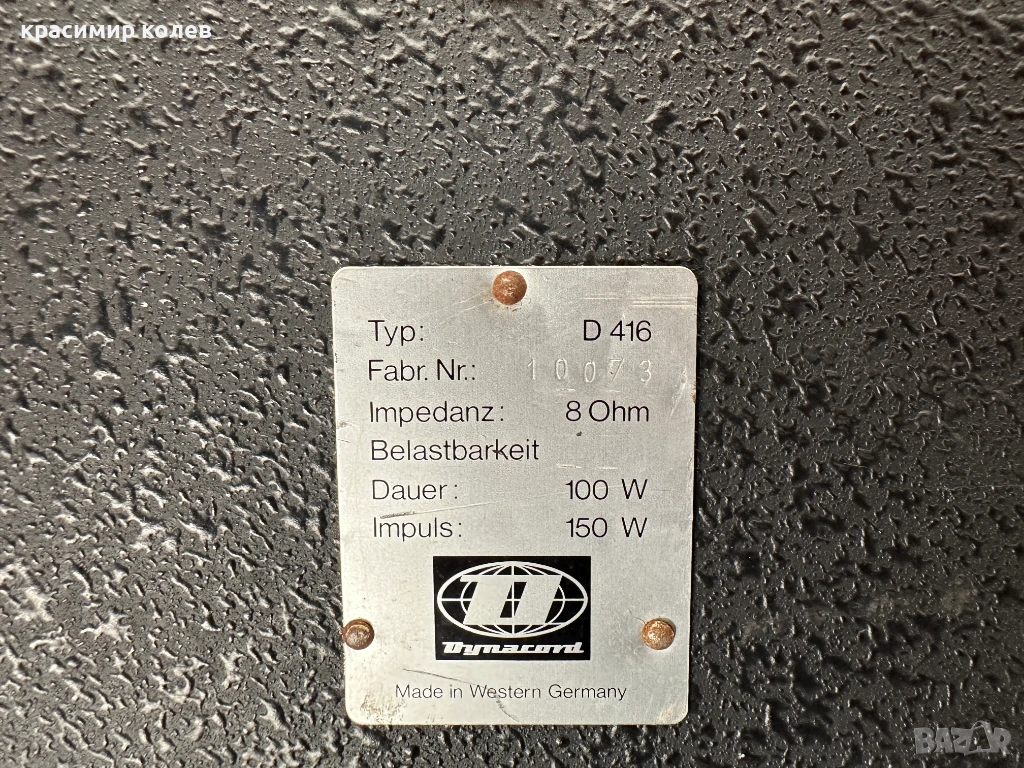 красимир колев
Typ: D 416
Fabr. Nr.: 10073
Impedanz: 8 Ohm
Belastbarkeit
Dauer: 100 W
Impuls: 150 W
Dynacord
Made in Western Germany
BAZAR